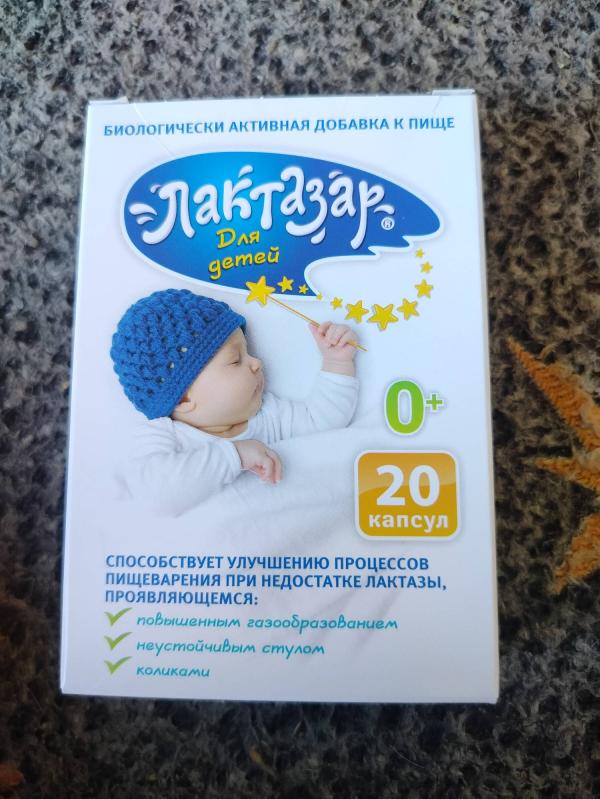 БИОЛОГИЧЕСКИ АКТИВНАЯ ДОБАВКА К ПИЩЕ
Лактазар®
Для
детей
0+
20
капсул
СПОСОБСТВУЕТ УЛУЧШЕНИЮ ПРОЦЕССОВ
ПИЩЕВАРЕНИЯ ПРИ НЕДОСТАТКЕ ЛАКТАЗЫ,
ПРОЯВЛЯЮЩЕМСЯ:
повышенным газообразованием
неустойчивым стулом
коликами